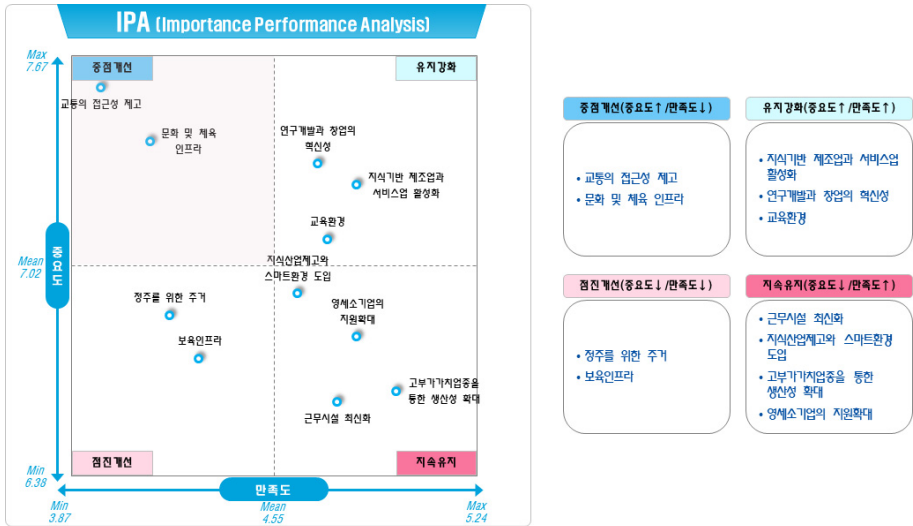 IPA (Importance Performance Analysis)
Max
7.67
중점개선
유지강화
교통의 접근성 제고
문화 및 체육
인프라
연구개발과 창업의
혁신성
지식기반 제조업과
서비스업 활성화
교육환경
중요도
Mean
7.02
지식산업제고와
스마트환경 도입
정주를 위한 주거
영세소기업의
지원확대
보육인프라
고부가가치업종을
통한 생산성 확대
근무시설 최신화
점진개선
지속유지
Min
6.38
만족도
Min
3.87
Mean
4.55
Max
5.24
중점개선(중요도↑/만족도↓)
• 교통의 접근성 제고
• 문화 및 체육 인프라
유지강화(중요도↑/만족도↑)
• 지식기반 제조업과 서비스업
활성화
• 연구개발과 창업의 혁신성
• 교육환경
점진개선(중요도↓/만족도↓)
• 정주를 위한 주거
• 보육인프라
지속유지(중요도↓/만족도↑)
• 근무시설 최신화
• 지식산업제고와 스마트환경
도입
• 고부가가치업종을 통한
생산성 확대
• 영세소기업의 지원확대